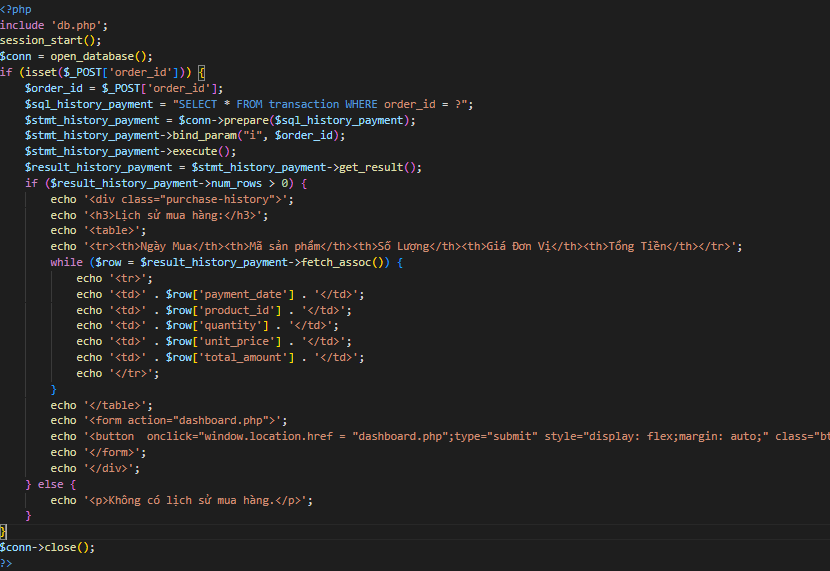 <?php
include 'db.php';
session_start();
$conn = open_database();
if (isset($_POST['order_id'])) {
    $order_id = $_POST['order_id'];
    $sql_history_payment = "SELECT * FROM transaction WHERE order_id = ?";
    $stmt_history_payment = $conn->prepare($sql_history_payment);
    $stmt_history_payment->bind_param("i", $order_id);
    $stmt_history_payment->execute();
    $result_history_payment = $stmt_history_payment->get_result();
    if ($result_history_payment->num_rows > 0) {
        echo '<div class="purchase-history">';
        echo '<h3>Lịch sử mua hàng:</h3>';
        echo '<table>';
        echo '<tr><th>Ngày Mua</th><th>Mã sản phẩm</th><th>Số Lượng</th><th>Giá Đơn Vị</th><th>Tổng Tiền</th></tr>';
        while ($row = $result_history_payment->fetch_assoc()) {
            echo '<tr>';
            echo '<td>' . $row['payment_date'] . '</td>';
            echo '<td>' . $row['product_id'] . '</td>';
            echo '<td>' . $row['quantity'] . '</td>';
            echo '<td>' . $row['unit_price'] . '</td>';
            echo '<td>' . $row['total_amount'] . '</td>';
            echo '</tr>';
        }
        echo '</table>';
        echo '<form action="dashboard.php">';
        echo '<button  onclick="window.location.href = "dashboard.php";type="submit" style="display: flex;margin: auto;" class="bt
        echo '</form>';
        echo '</div>';
    } else {
        echo '<p>Không có lịch sử mua hàng.</p>';
    }
}
$conn->close();
?>